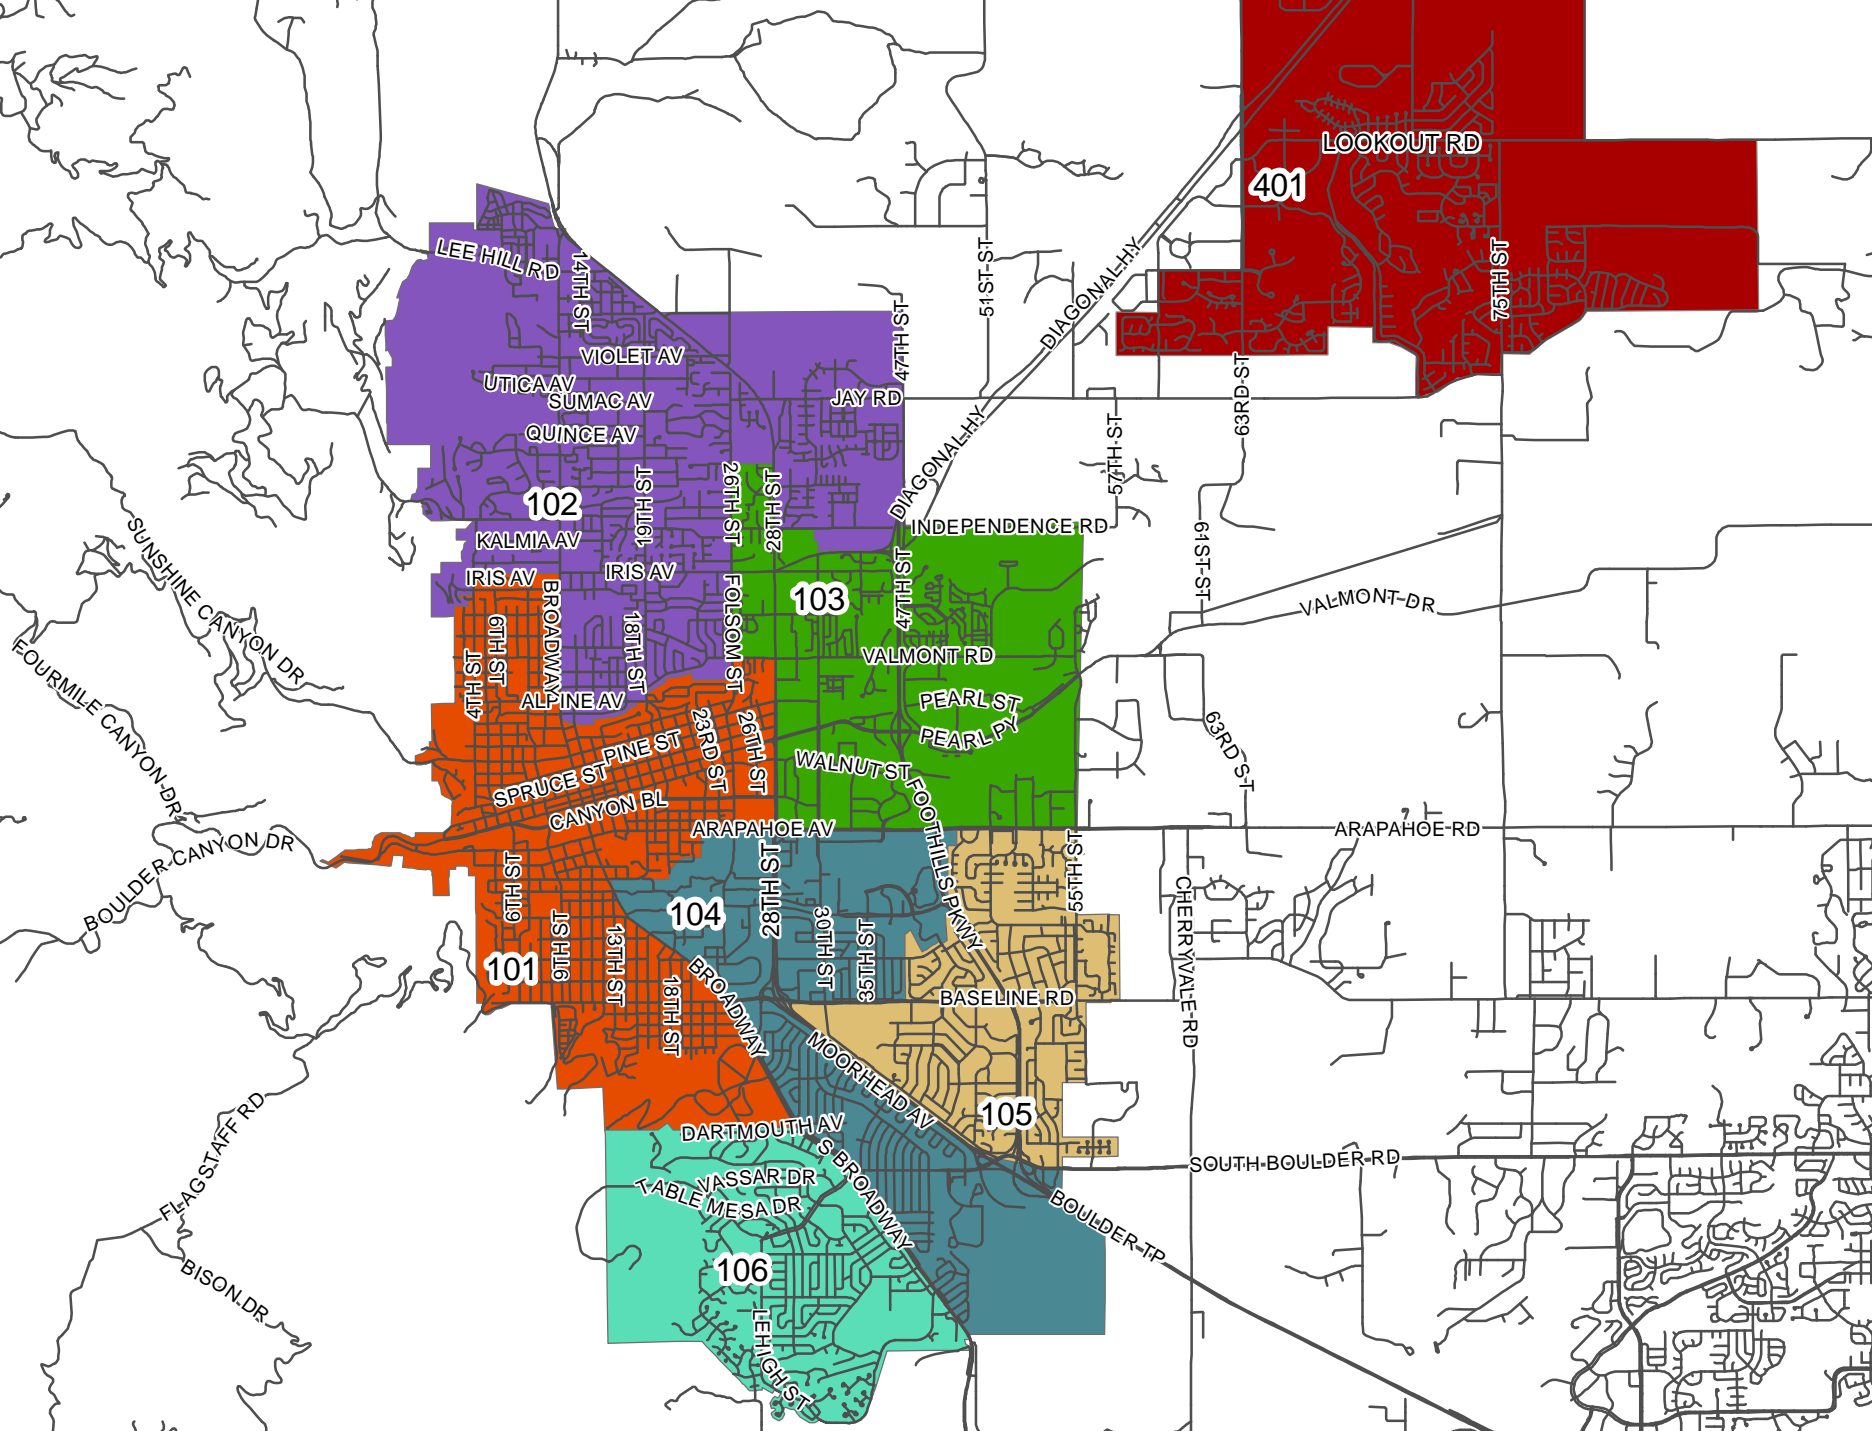 LOOKOUT RD
401
LEE HILL RD
14TH ST
51 ST ST
DIAGONAL HY
75TH ST
47TH ST
VIOLET AV
UTICA AV
SUMAC AV
JAY RD
63RD ST
QUINCE AV
DIAGONAL HY
57TH ST
102
19TH ST
26TH ST
28TH ST
INDEPENDENCE RD
KALMIA AV
61ST ST
SUNSHINE CANYON DR
IRIS AV
IRIS AV
BROADWAY
FOLSOM ST
103
47TH ST
VALMONT DR
6TH ST
18TH ST
4TH ST
VALMONT RD
FOURMILE CANYON DR
ALPINE AV
PEARL ST
PEARL PY
23RD ST
26TH ST
63RD ST
PINE ST
SPRUCE ST
WALNUT ST
CANYON BL
FOOTHILLS PKWY
ARAPAHOE AV
ARAPAHOE RD
BOULDER CANYON DR
9TH ST
28TH ST
55TH ST
104
CHERRYVALE RD
30TH ST
35TH ST
101
13TH ST
18TH ST
BROADWAY
BASELINE RD
MOORHEAD AV
105
FLAGSTAFF RD
DARTMOUTH AV
S BROADWAY
SOUTH BOULDER RD
VASSAR DR
TABLE MESA DR
BOULDER TP
106
BISON DR
LEHIGH ST